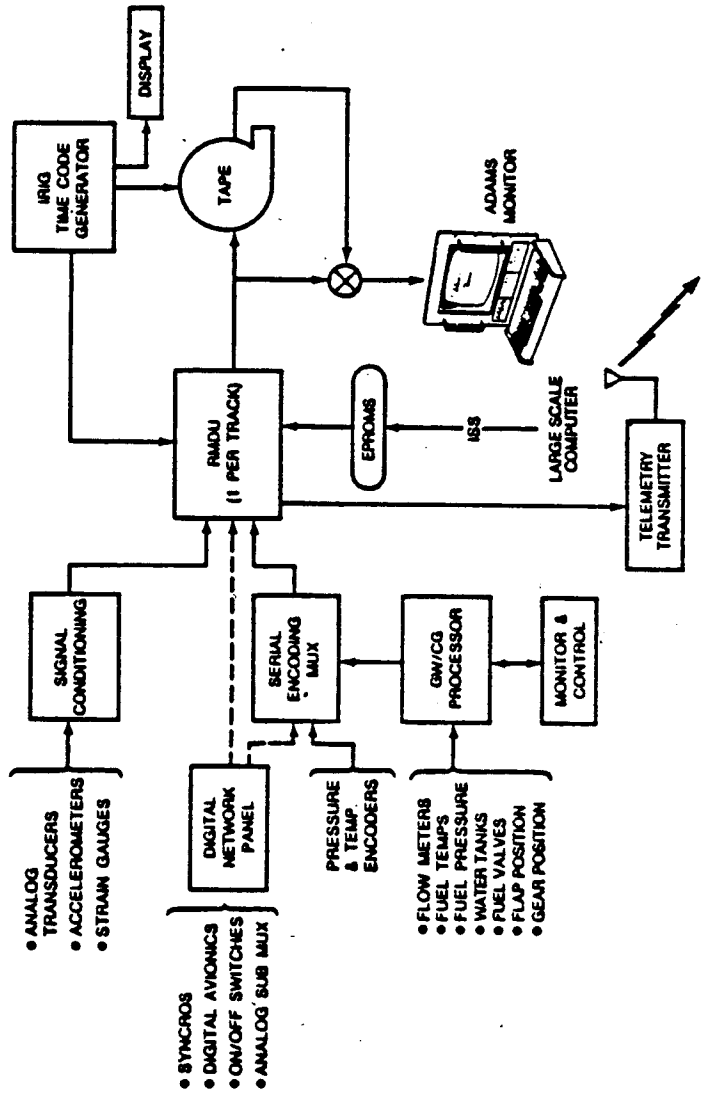 • ANALOG
TRANSDUCERS
• ACCELEROMETERS
• STRAIN GAUGES
SIGNAL
CONDITIONING
IRIG
TIME CODE
GENERATOR
DISPLAY
• SYNCROS
• DIGITAL AVIONICS
• ON/OFF SWITCHES
• ANALOG SUB MUX
DIGITAL
NETWORK
PANEL
RMDU
(1 PER TRACK)
TAPE
PRESSURE
& TEMP.
ENCODERS
SERIAL
ENCODING
MUX
EPROMS
ISS
LARGE SCALE
COMPUTER
ADAMS
MONITOR
• FLOW METERS
• FUEL TEMPS
• FUEL PRESSURE
• WATER TANKS
• FUEL VALVES
• FLAP POSITION
• GEAR POSITION
GW/CG
PROCESSOR
MONITOR &
CONTROL
TELEMETRY
TRANSMITTER